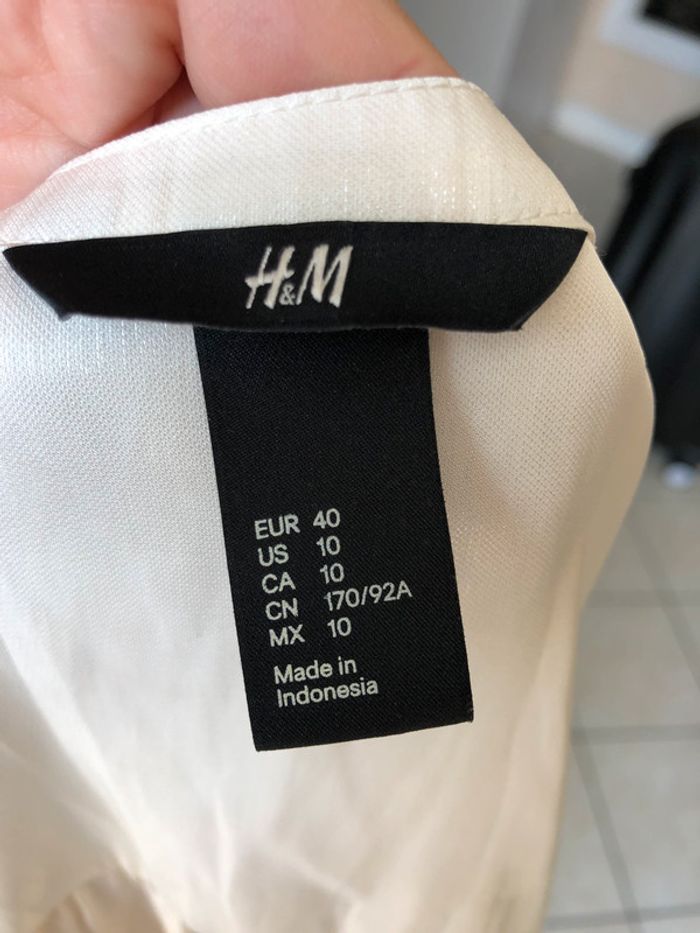 H&M
EUR 40
US 10
CA 10
CN 170/92A
MX 10
Made in
Indonesia